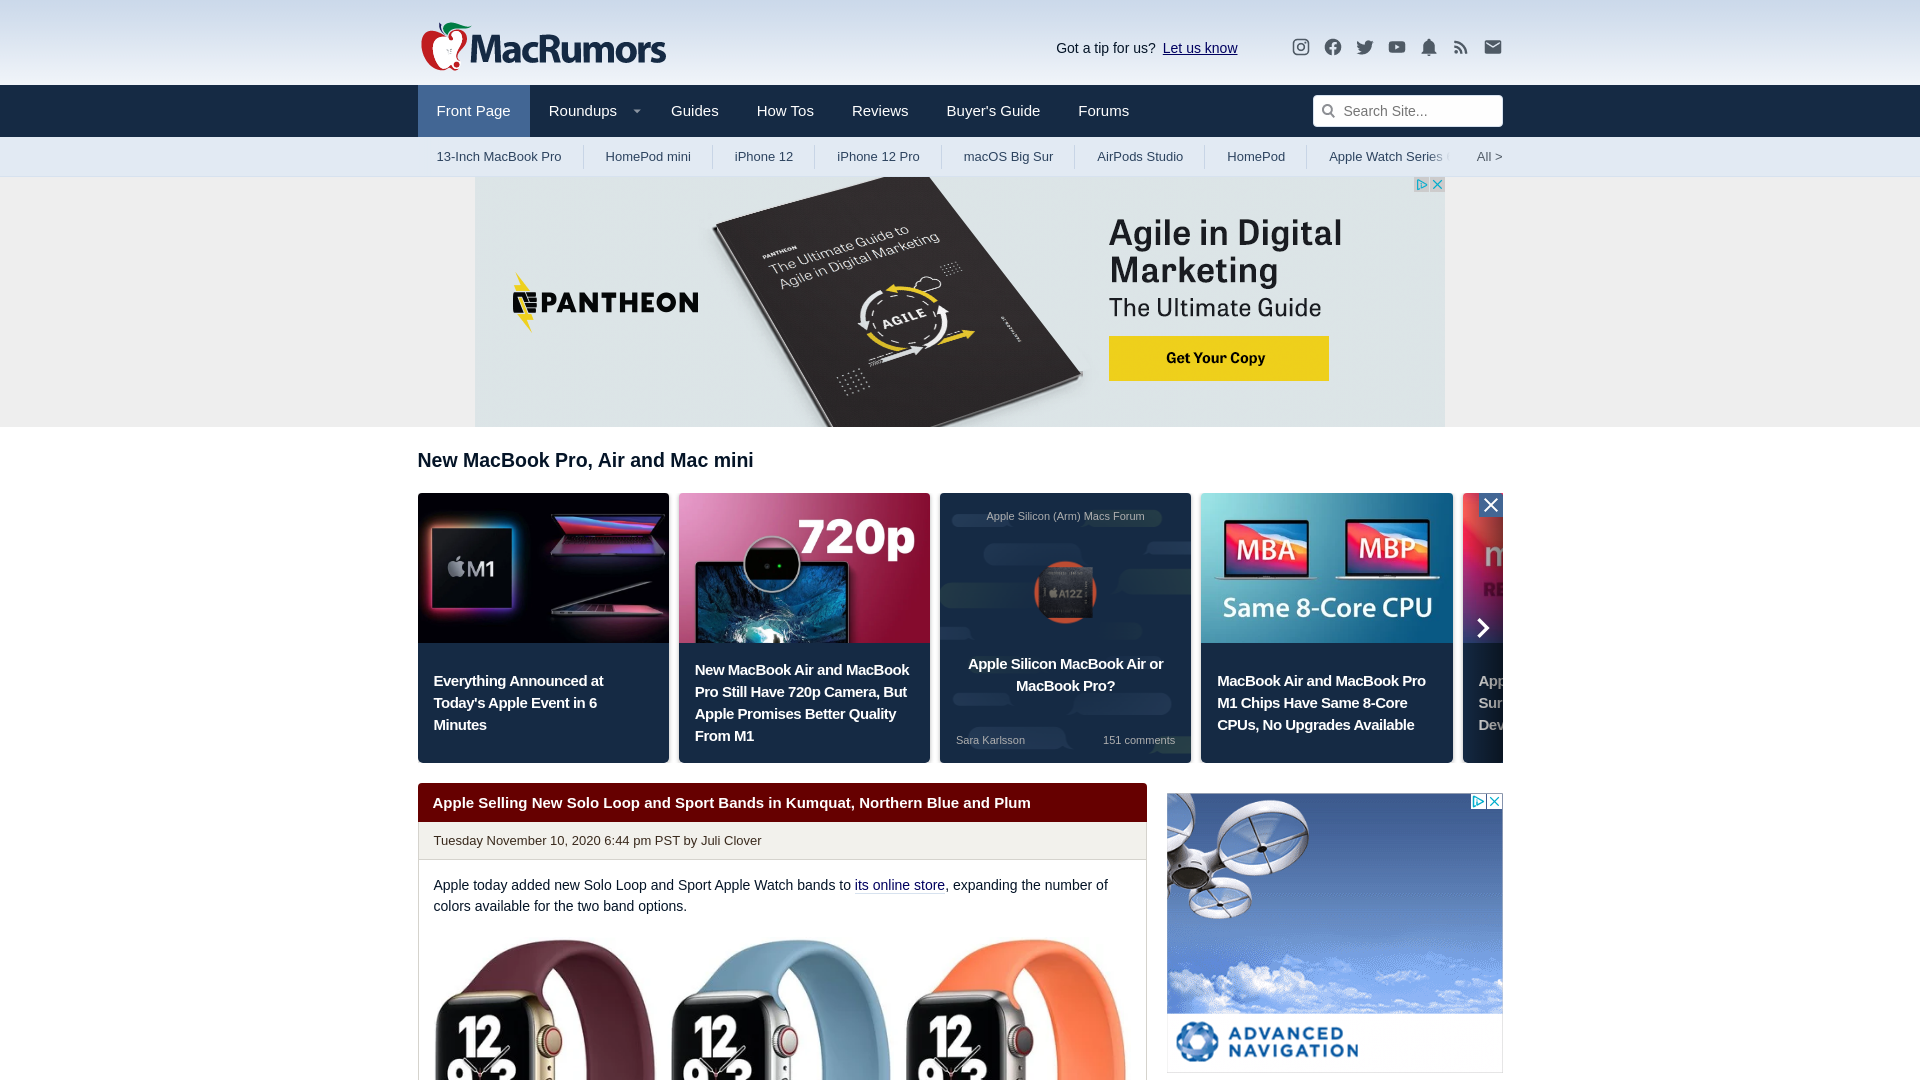 MacRumors
Got a tip for us? Let us know
Front Page
Roundups
Guides
How Tos
Reviews
Buyer's Guide
Forums
Search Site...
13-Inch MacBook Pro
HomePod mini
iPhone 12
iPhone 12 Pro
macOS Big Sur
AirPods Studio
HomePod
Apple Watch Series
All >
PANTHEON
PANTHEON
The Ultimate Guide to
Agile in Digital Marketing
AGILE
Agile in Digital
Marketing
The Ultimate Guide
Get Your Copy
New MacBook Pro, Air and Mac mini
M1
Everything Announced at
Today's Apple Event in 6
Minutes
720p
New MacBook Air and MacBook
Pro Still Have 720p Camera, But
Apple Promises Better Quality
From M1
Apple Silicon (Arm) Macs Forum
A12Z
Apple Silicon MacBook Air or
MacBook Pro?
Sara Karlsson
151 comments
MBA
MBP
Same 8-Core CPU
MacBook Air and MacBook Pro
M1 Chips Have Same 8-Core
CPUs, No Upgrades Available
App
Sur
Dev
Apple Selling New Solo Loop and Sport Bands in Kumquat, Northern Blue and Plum
Tuesday November 10, 2020 6:44 pm PST by Juli Clover
Apple today added new Solo Loop and Sport Apple Watch bands to its online store, expanding the number of
colors available for the two band options.
12
9 3
12
9 3
12
9 3
ADVANCED
NAVIGATION